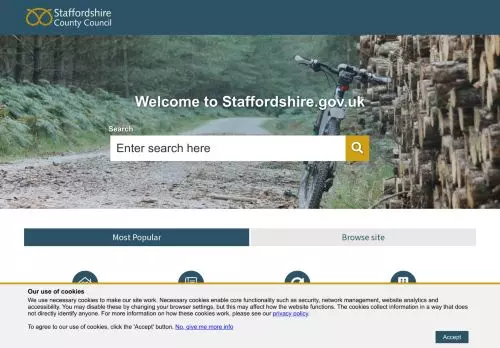 Staffordshire
County Council
Welcome to Staffordshire.gov.uk
Search
Enter search here
Most Popular
Browse site
Our use of cookies
We use necessary cookies to make our site work. Necessary cookies enable core functionality such as security, network management, website analytics and
accessibility. You may disable these by changing your browser settings, but this may affect how the website functions. The cookies collect information in a way that does
not directly identify anyone. For more information on how these cookies work, please see our privacy policy
To agree to our use of cookies, click the 'Accept' button. No, give me more info
Accept